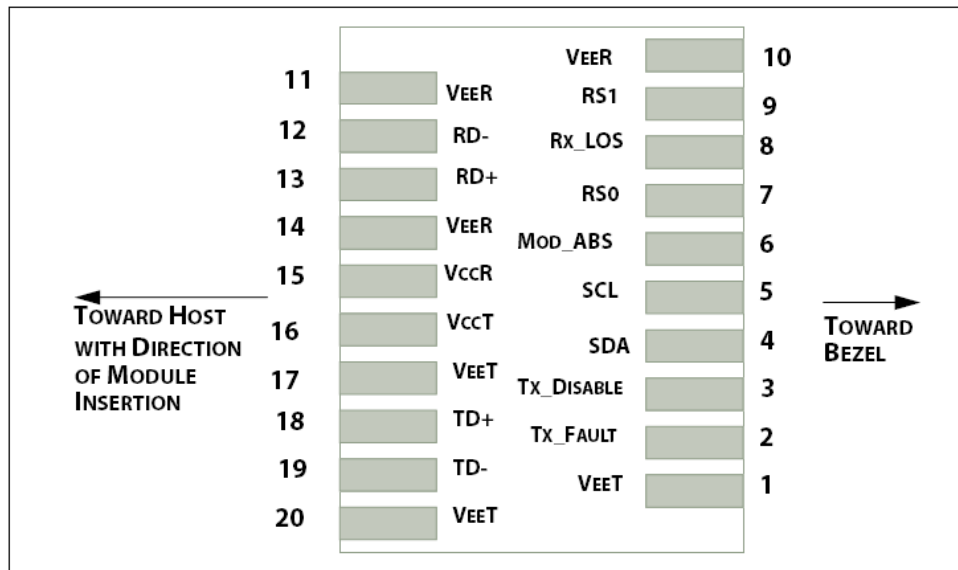 11 VEER
12 RD-
13 RD+
14 VEER
15 VCCR
16 VCCT
17 VEET
18 TD+
19 TD-
20 VEET
VEER 10
RS1 9
RX_LOS 8
RS0 7
MOD_ABS 6
SCL 5
SDA 4
TX_DISABLE 3
TX_FAULT 2
VEET 1
TOWARD HOST
WITH DIRECTION
OF MODULE
INSERTION
TOWARD
BEZEL